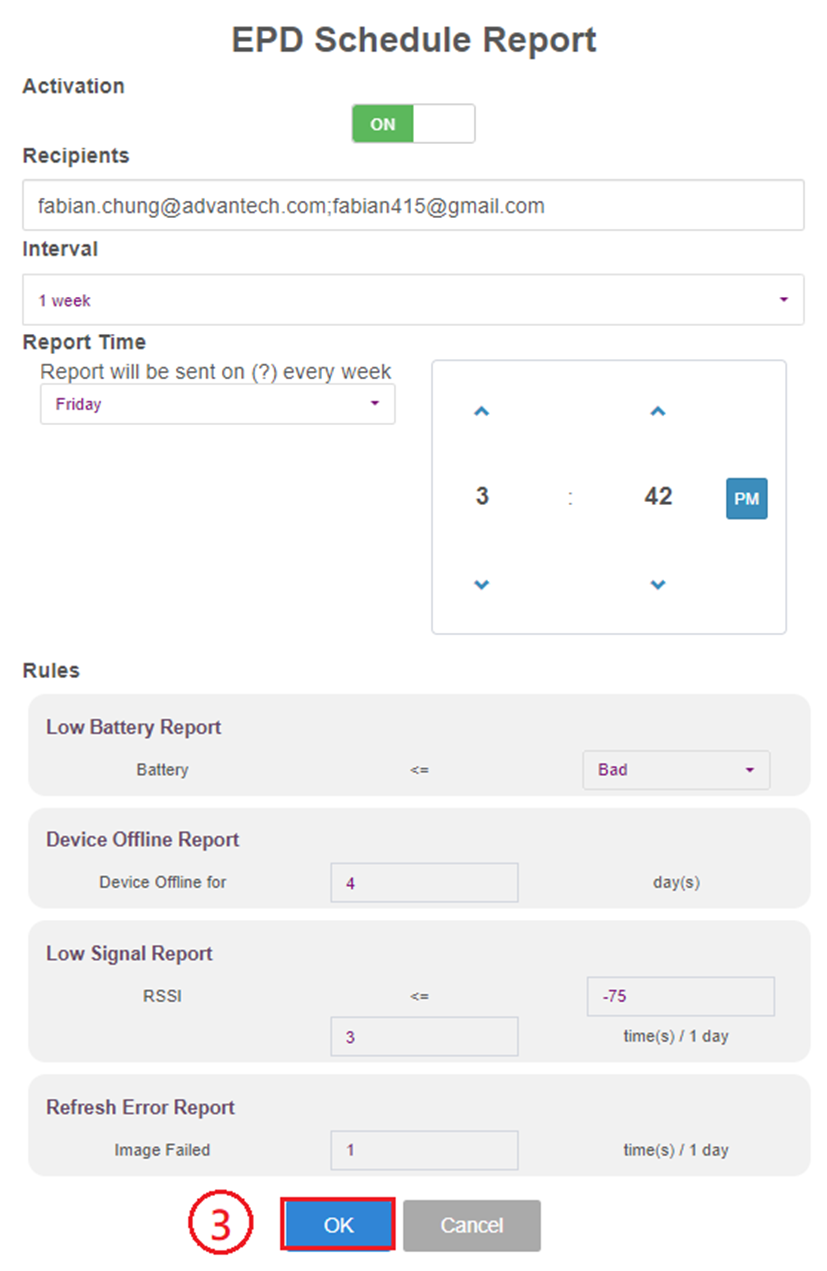 EPD Schedule Report
Activation
ON
Recipients
fabian.chung@advantech.com;fabian415@gmail.com
Interval
1 week
Report Time
Report will be sent on (?) every week
Friday
3 : 42 PM
Rules
Low Battery Report
Battery <= Bad
Device Offline Report
Device Offline for 4 day(s)
Low Signal Report
RSSI <= -75
3 time(s) / 1 day
Refresh Error Report
Image Failed 1 time(s) / 1 day
3 OK Cancel